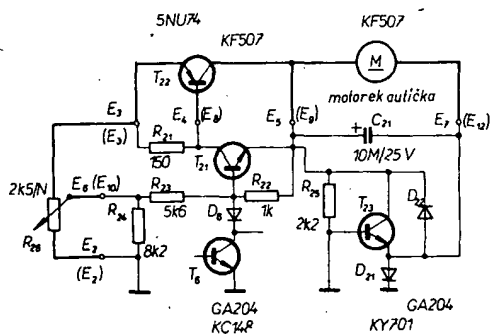 5NU74
KF507
KF507
T22
M
motorek autíčka
E3
(E3)
E4
(E8)
E5
(E9)
E7
(E12)
R21
150
T21
+
C21
10M/25 V
2k5/N
E6
(E10)
R23
5k6
R22
1k
R25
2k2
T23
D22
R26
R24
8k2
D6
E2
(E2)
T6
D21
GA204
KC148
GA204
KY701